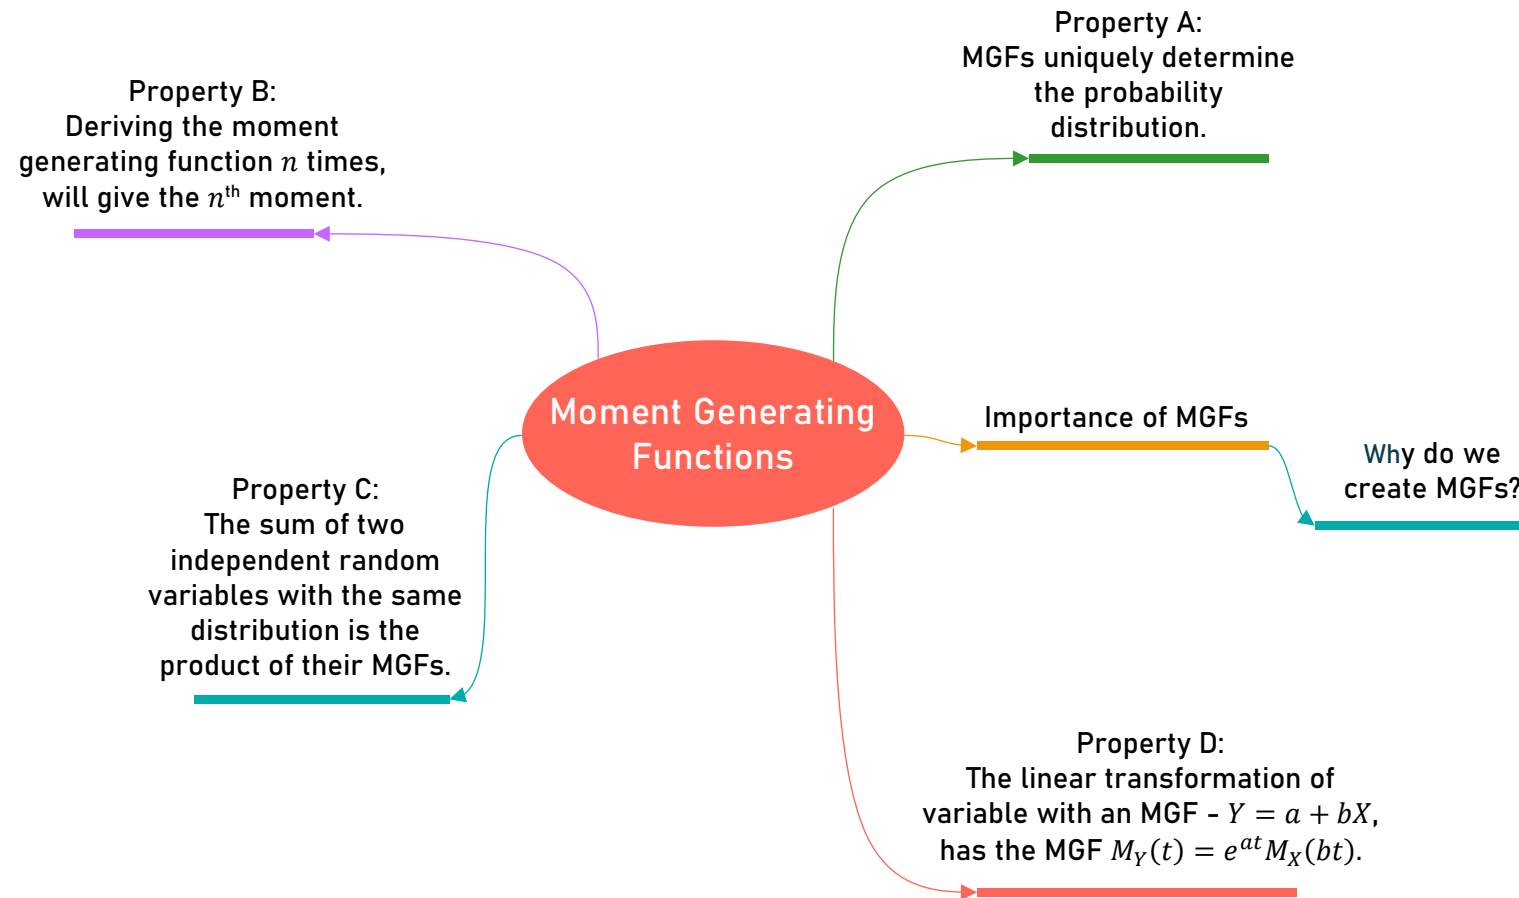 Property A:
MGFs uniquely determine
the probability
distribution.
Property B:
Deriving the moment
generating function n times,
will give the nth moment.
Moment Generating
Functions
Importance of MGFs
Why do we
create MGFs?
Property C:
The sum of two
independent random
variables with the same
distribution is the
product of their MGFs.
Property D:
The linear transformation of
variable with an MGF - Y = a + bX,
has the MGF M_Y(t) = e^{at}M_X(bt).